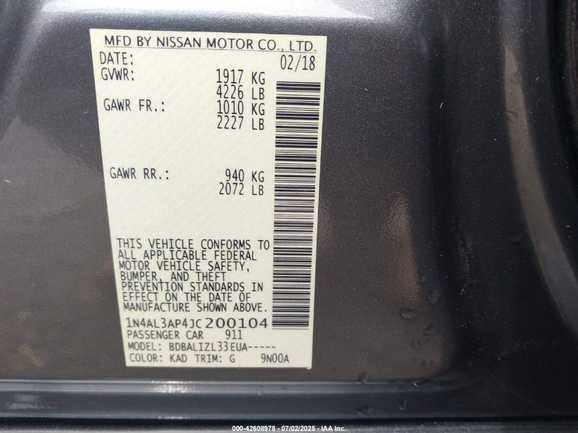 MFD BY NISSAN MOTOR CO., LTD.
DATE: 02/18
GVWR: 1917 KG
4226 LB
GAWR FR.: 1010 KG
2227 LB
GAWR RR.: 940 KG
2072 LB
THIS VEHICLE CONFORMS TO
ALL APPLICABLE FEDERAL
MOTOR VEHICLE SAFETY,
BUMPER, AND THEFT
PREVENTION STANDARDS IN
EFFECT ON THE DATE OF
MANUFACTURE SHOWN ABOVE.
1N4AL3AP4JC200104
PASSENGER CAR 911
MODEL: BDBALIZL33EUA-----
COLOR: KAD TRIM: G 9N00A
000-42608978 - 07/02/2025 - IAA Inc.